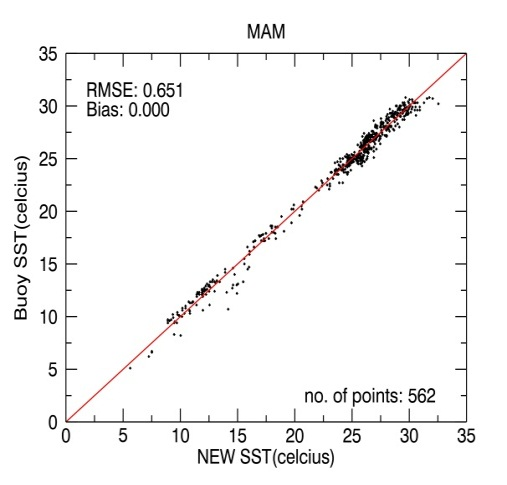 MAM
35
RMSE: 0.651
Bias: 0.000
30
25
20
15
10
5
0
Buoy SST(celcius)
no. of points: 562
0 5 10 15 20 25 30 35
NEW SST(celcius)